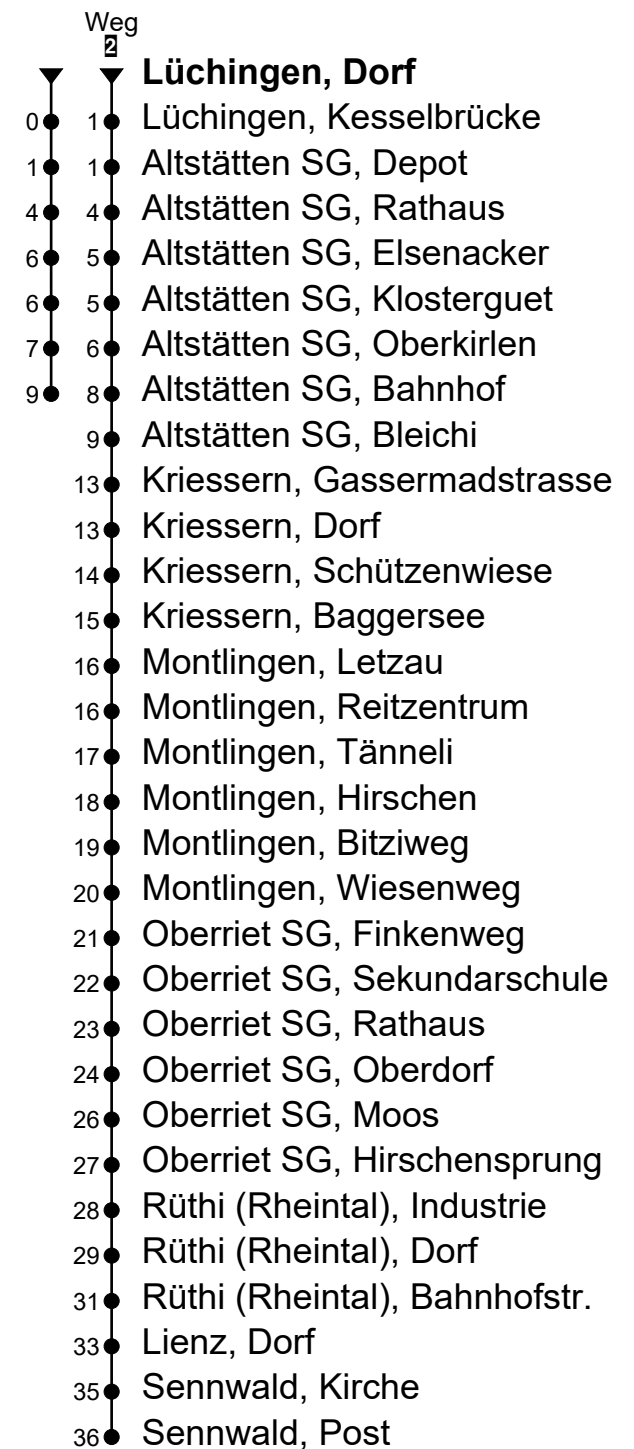 Weg
2
Lüchingen, Dorf
0 1 Lüchingen, Kesselbrücke
1 1 Altstätten SG, Depot
4 4 Altstätten SG, Rathaus
6 5 Altstätten SG, Elsenacker
6 5 Altstätten SG, Klosterguet
7 6 Altstätten SG, Oberkirlen
9 8 Altstätten SG, Bahnhof
9 Altstätten SG, Bleichi
13 Kriessern, Gassermadstrasse
13 Kriessern, Dorf
14 Kriessern, Schützenwiese
15 Kriessern, Baggersee
16 Montlingen, Letzau
16 Montlingen, Reitzentrum
17 Montlingen, Tänneli
18 Montlingen, Hirschen
19 Montlingen, Bitziweg
20 Montlingen, Wiesenweg
21 Oberriet SG, Finkenweg
22 Oberriet SG, Sekundarschule
23 Oberriet SG, Rathaus
24 Oberriet SG, Oberdorf
26 Oberriet SG, Moos
27 Oberriet SG, Hirschensprung
28 Rüthi (Rheintal), Industrie
29 Rüthi (Rheintal), Dorf
31 Rüthi (Rheintal), Bahnhofstr.
33 Lienz, Dorf
35 Sennwald, Kirche
36 Sennwald, Post